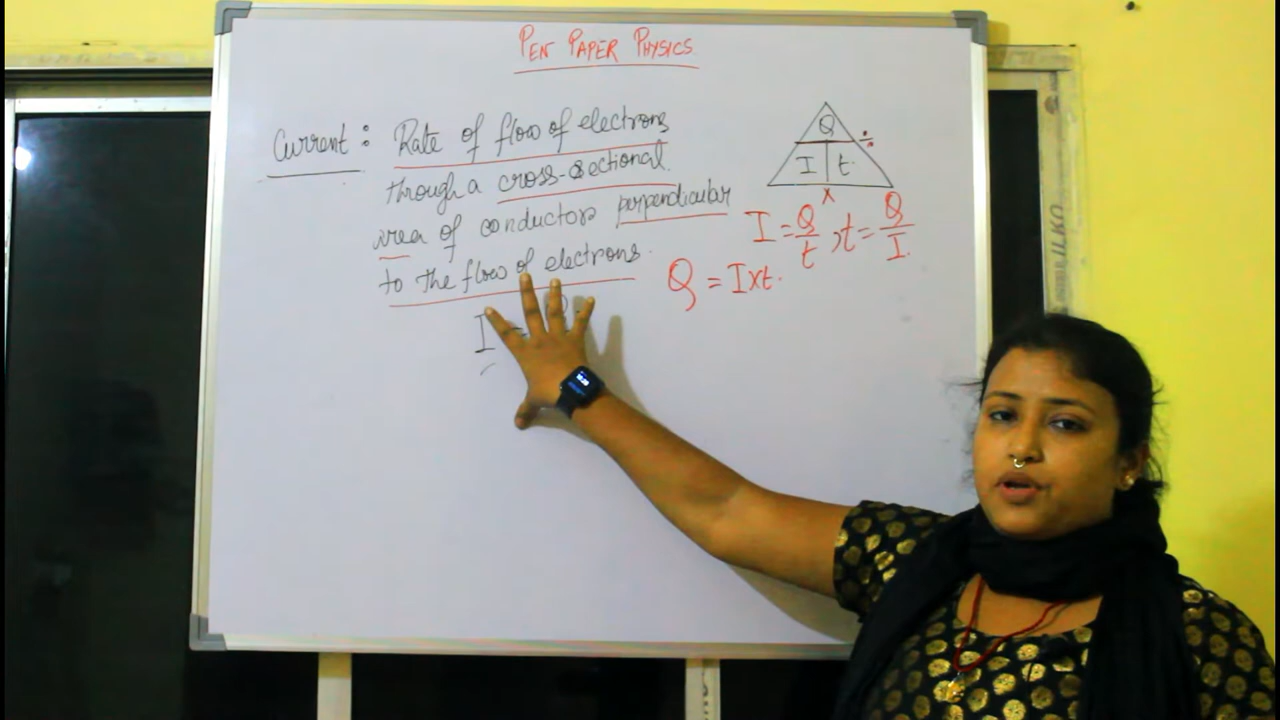 PEN PAPER PHYSICS
Current: Rate of flow of electrons
through a cross-sectional
area of conductors perpendicular
to the flow of electrons.
I =
Q
÷
I t
x
I = Q/t, t = Q/I.
Q = Ixt.